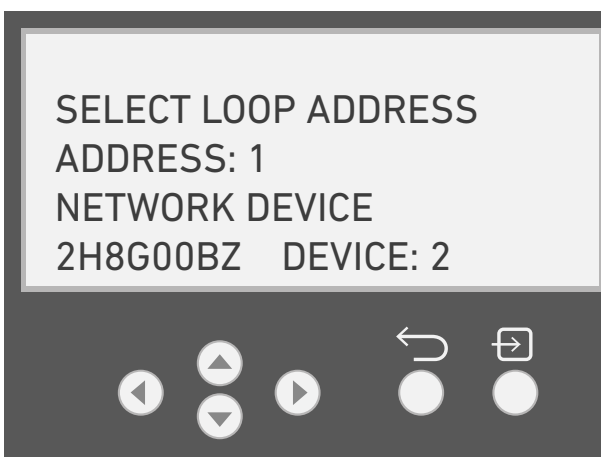 SELECT LOOP ADDRESS
ADDRESS: 1
NETWORK DEVICE
2H8G00BZ DEVICE: 2